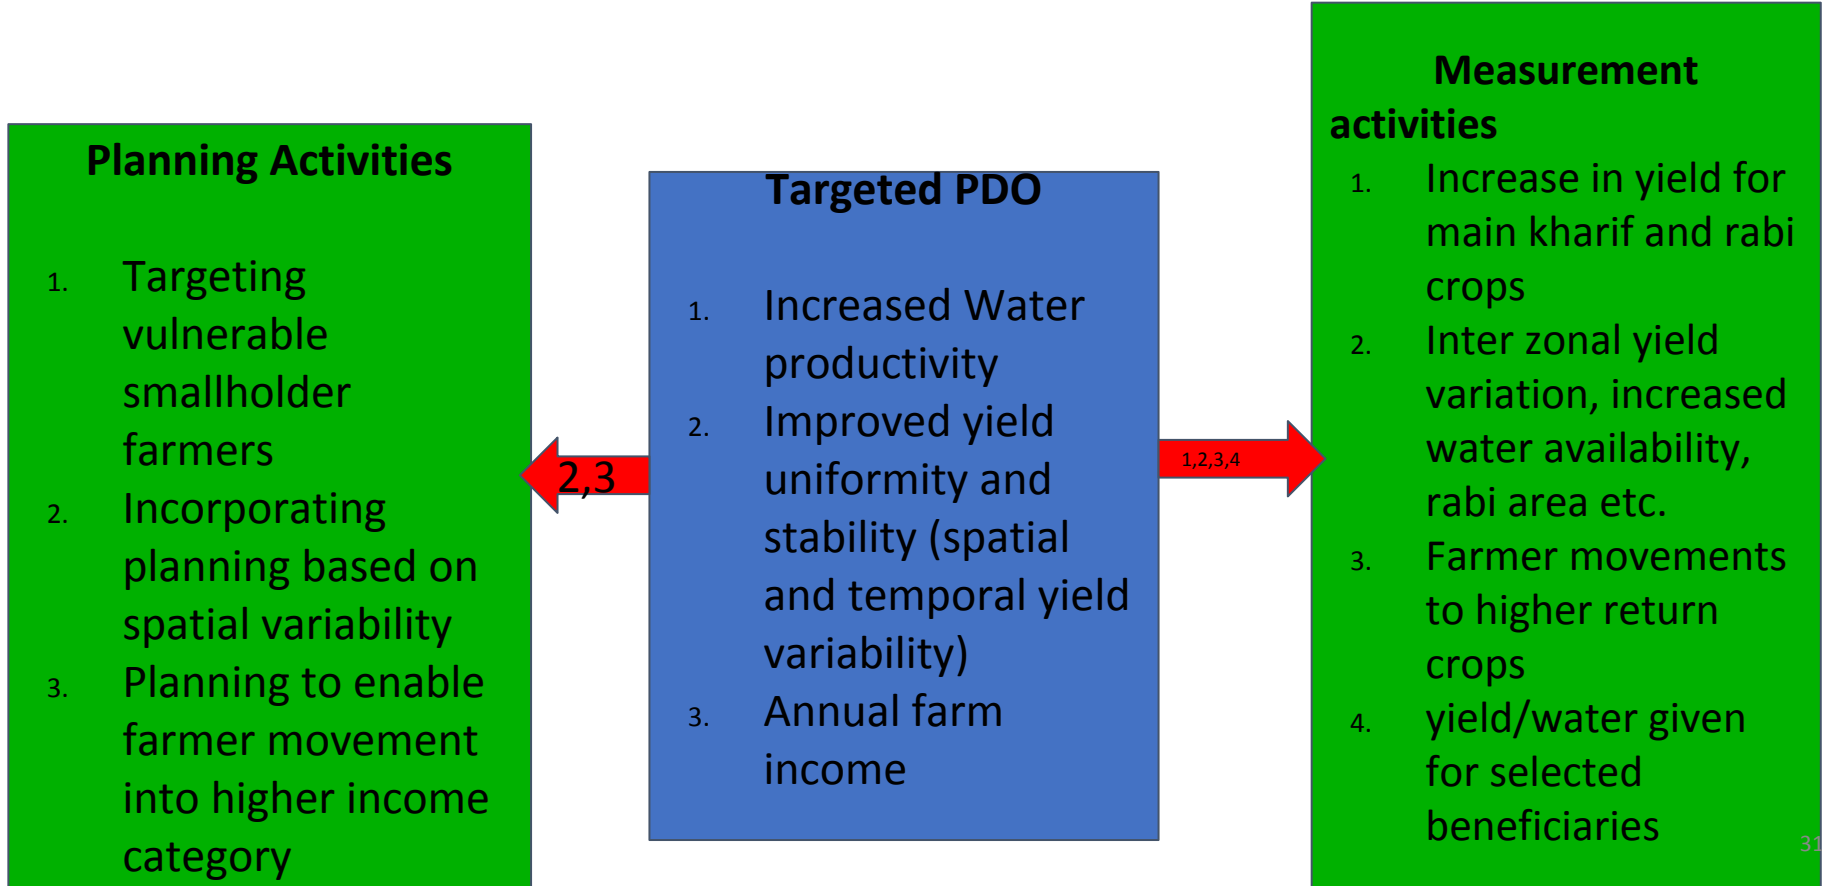 Planning Activities
1. Targeting
vulnerable
smallholder
farmers
2. Incorporating
planning based on
spatial variability
3. Planning to enable
farmer movement
into higher income
category
2,3
Targeted PDO
1. Increased Water
productivity
2. Improved yield
uniformity and
stability (spatial
and temporal yield
variability)
3. Annual farm
income
1,2,3,4
Measurement
activities
1. Increase in yield for
main kharif and rabi
crops
2. Inter zonal yield
variation, increased
water availability,
rabi area etc.
3. Farmer movements
to higher return
crops
4. yield/water given
for selected
beneficiaries
31